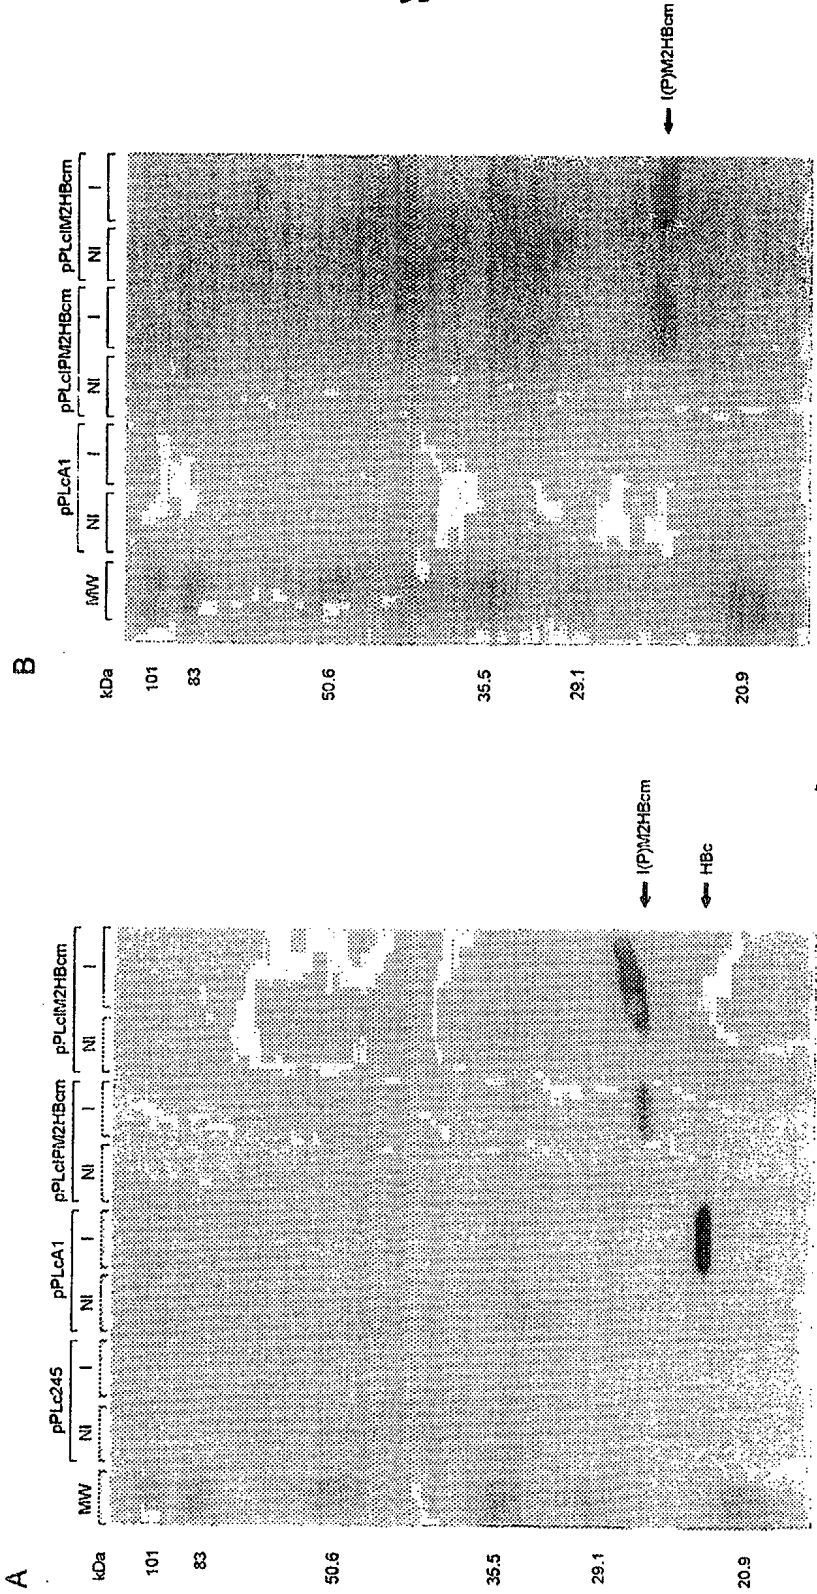 A
pPLc245 pPLcA1 pPLcIPM2HBcm pPLcIM2HBcm
kDa MW NI I NI I NI I NI I
101
83
50.6
35.5
29.1
20.9
I(P)M2HBcm
HBc
B
pPLcA1 pPLcIPM2HBcm pPLcIM2HBcm
kDa MW NI I NI I NI I
101
83
50.6
35.5
29.1
20.9
I(P)M2HBcm